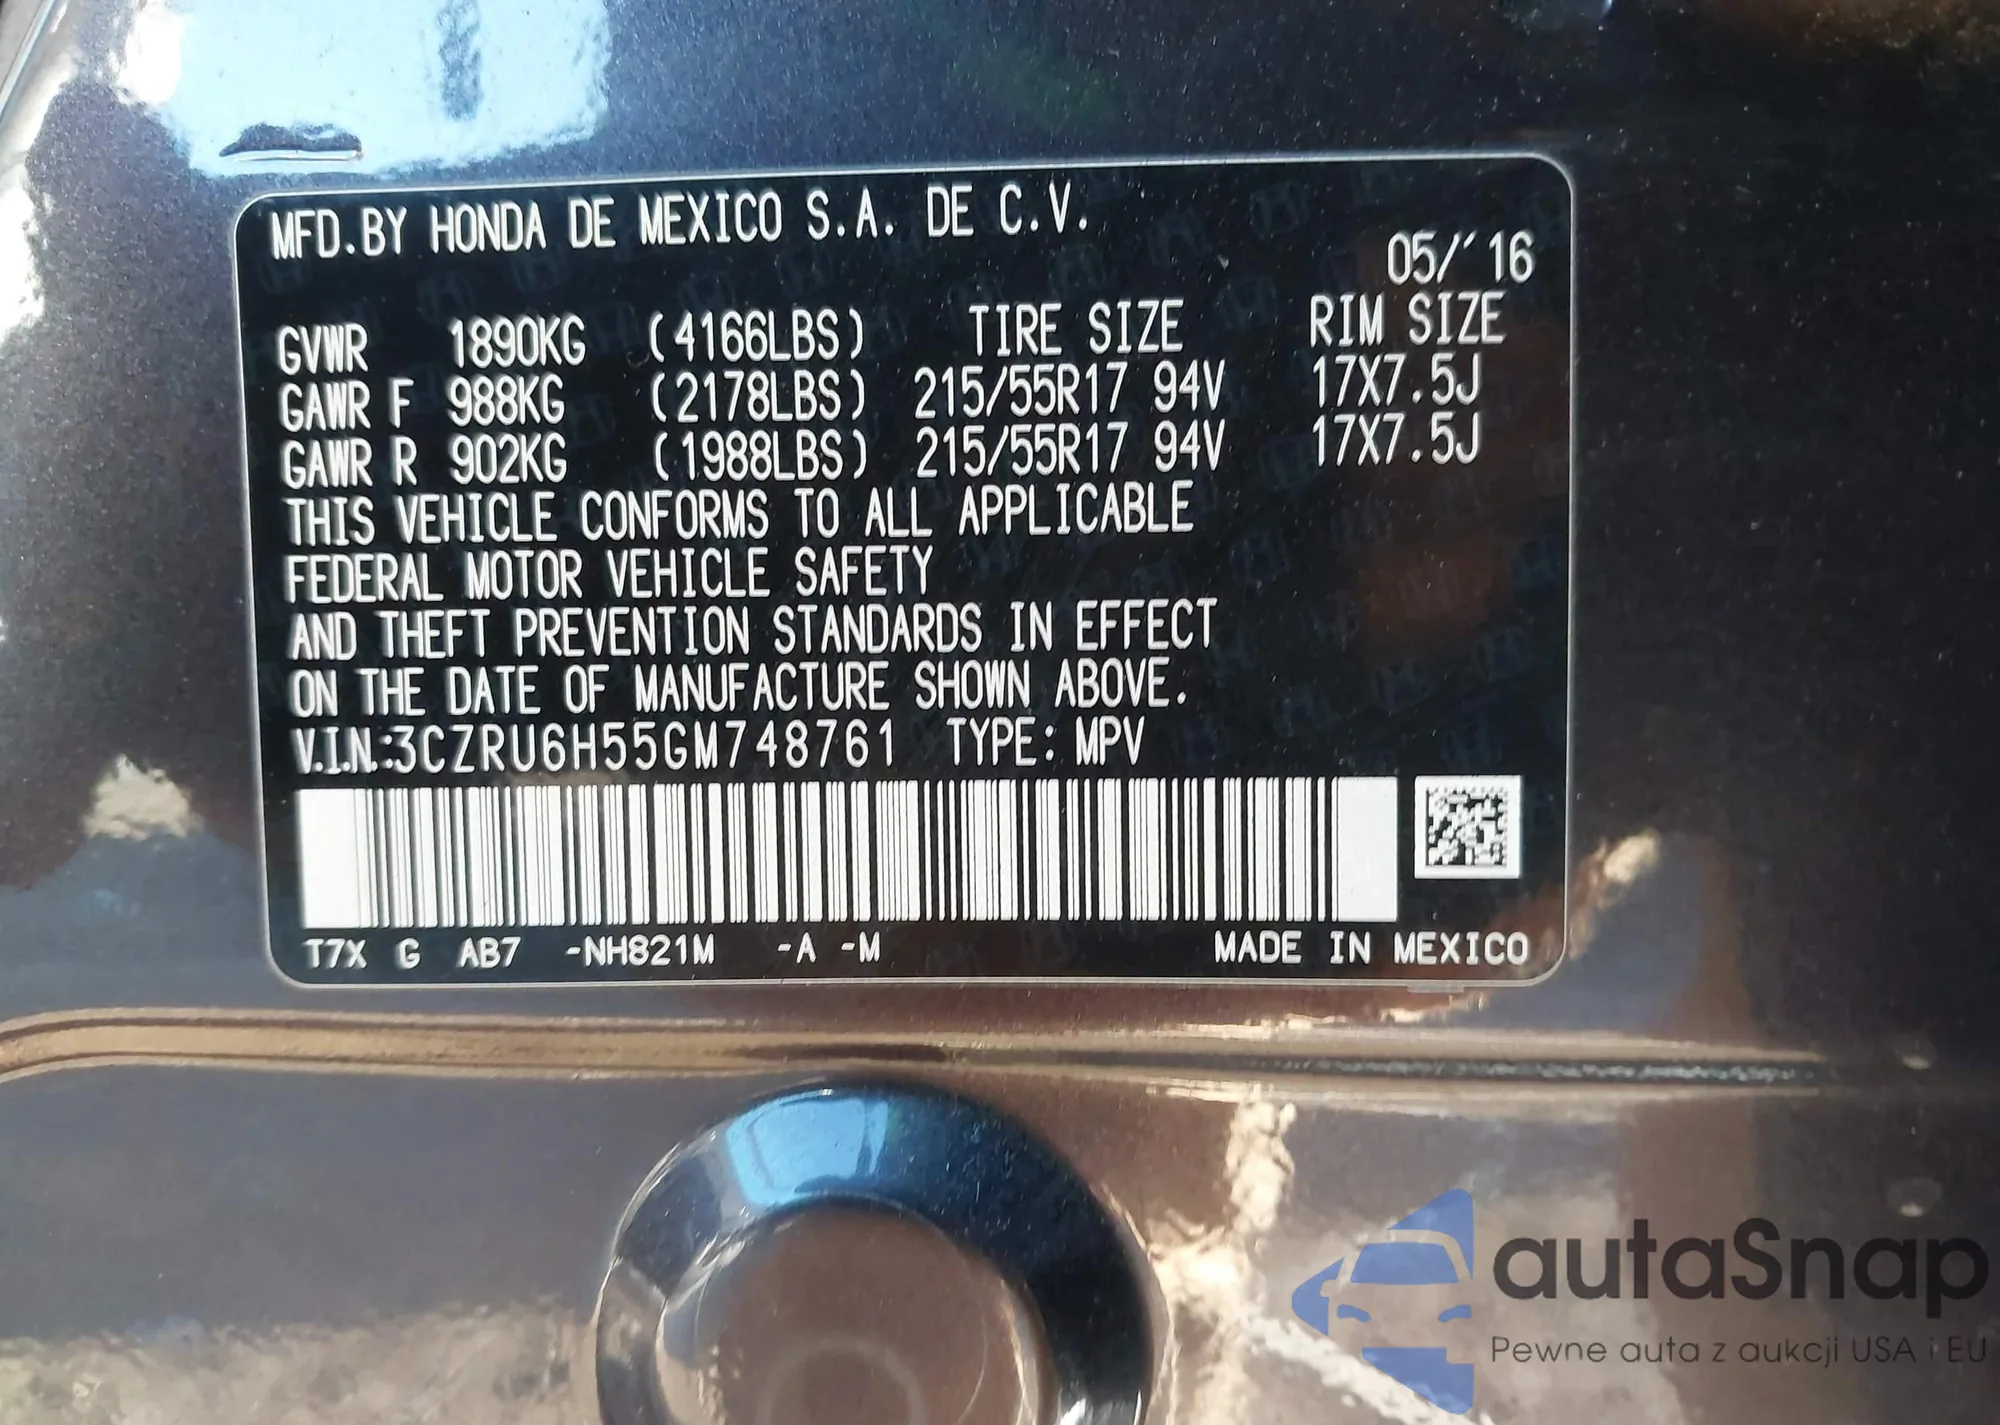 MFD.BY HONDA DE MEXICO S.A. DE C.V.
05/'16
GVWR 1890KG (4166LBS) TIRE SIZE RIM SIZE
GAWR F 988KG (2178LBS) 215/55R17 94V 17X7.5J
GAWR R 902KG (1988LBS) 215/55R17 94V 17X7.5J
THIS VEHICLE CONFORMS TO ALL APPLICABLE
FEDERAL MOTOR VEHICLE SAFETY
AND THEFT PREVENTION STANDARDS IN EFFECT
ON THE DATE OF MANUFACTURE SHOWN ABOVE.
V.I.N.:3CZRU6H55GM748761 TYPE: MPV
T7X G AB7 -NH821M -A -M MADE IN MEXICO
autaSnap
Pewne auta z aukcji USA i EU